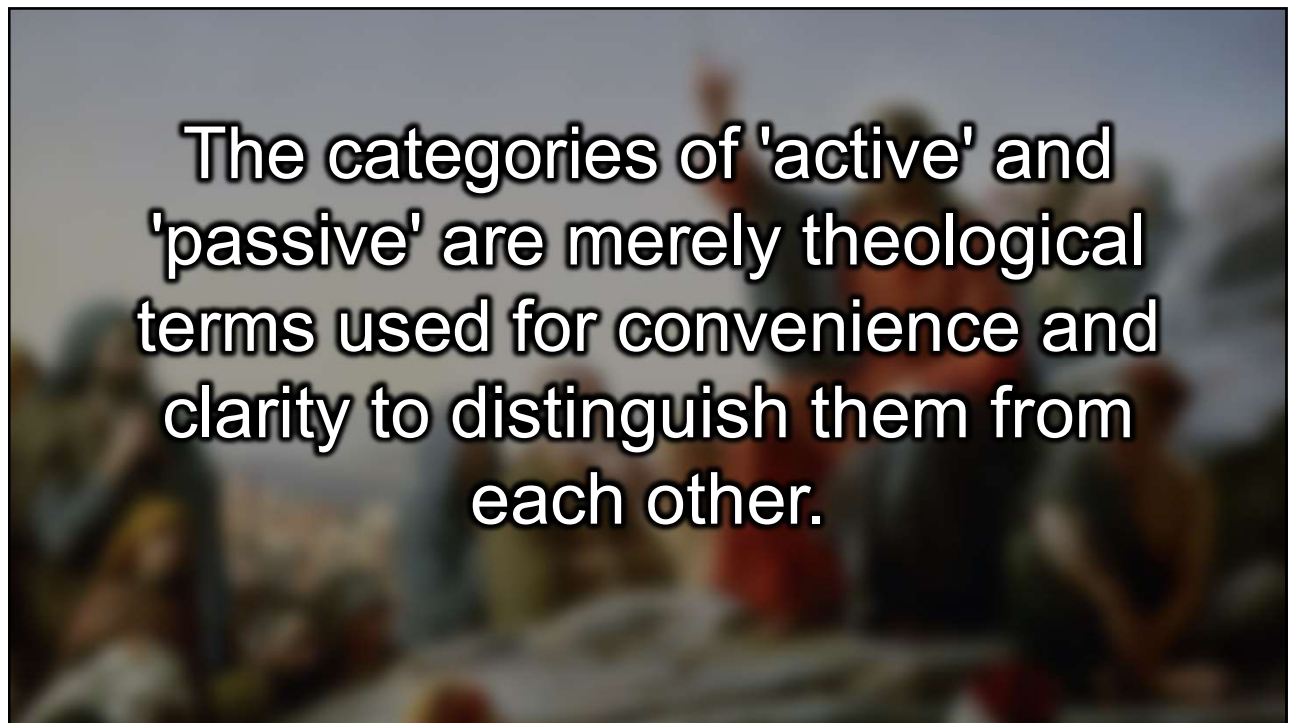 The categories of 'active' and
'passive' are merely theological
terms used for convenience and
clarity to distinguish them from
each other.